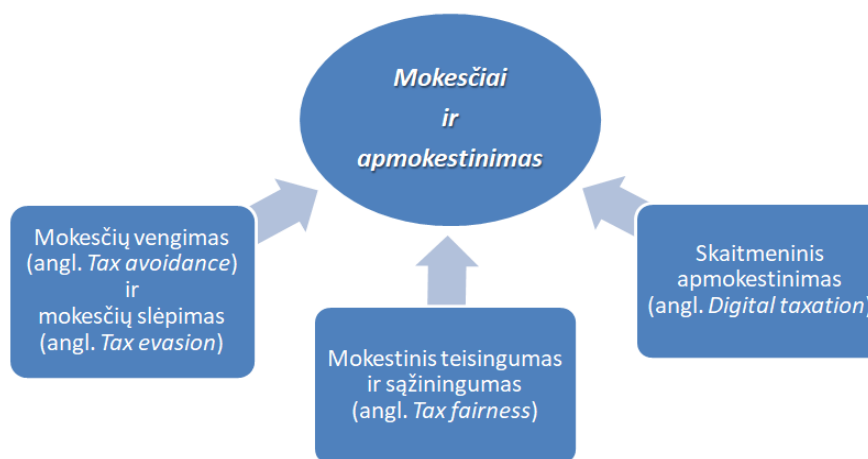 Mokesčiai
ir
apmokestinimas
Mokesčių vengimas
(angl. Tax avoidance)
ir
mokesčių slėpimas
(angl. Tax evasion)
Mokestinis teisingumas
ir sąžiningumas
(angl. Tax fairness)
Skaitmeninis
apmokestinimas
(angl. Digital taxation)